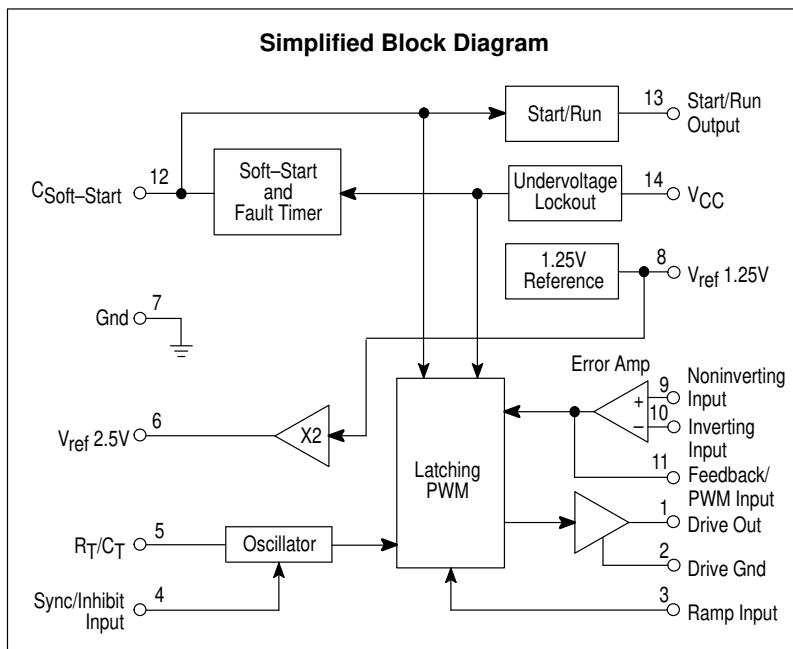 Simplified Block Diagram
13
Start/Run
Output
Start/Run
12
CSoft–Start
Soft–Start
and
Fault Timer
Undervoltage
Lockout
14
VCC
1.25V
Reference
8
Vref 1.25V
7
Gnd
Error Amp
9
Noninverting
Input
+
10
–
Inverting
Input
6
Vref 2.5V
X2
Latching
PWM
11
Feedback/
PWM Input
1
Drive Out
5
RT/CT
Oscillator
2
Drive Gnd
4
Sync/Inhibit
Input
3
Ramp Input